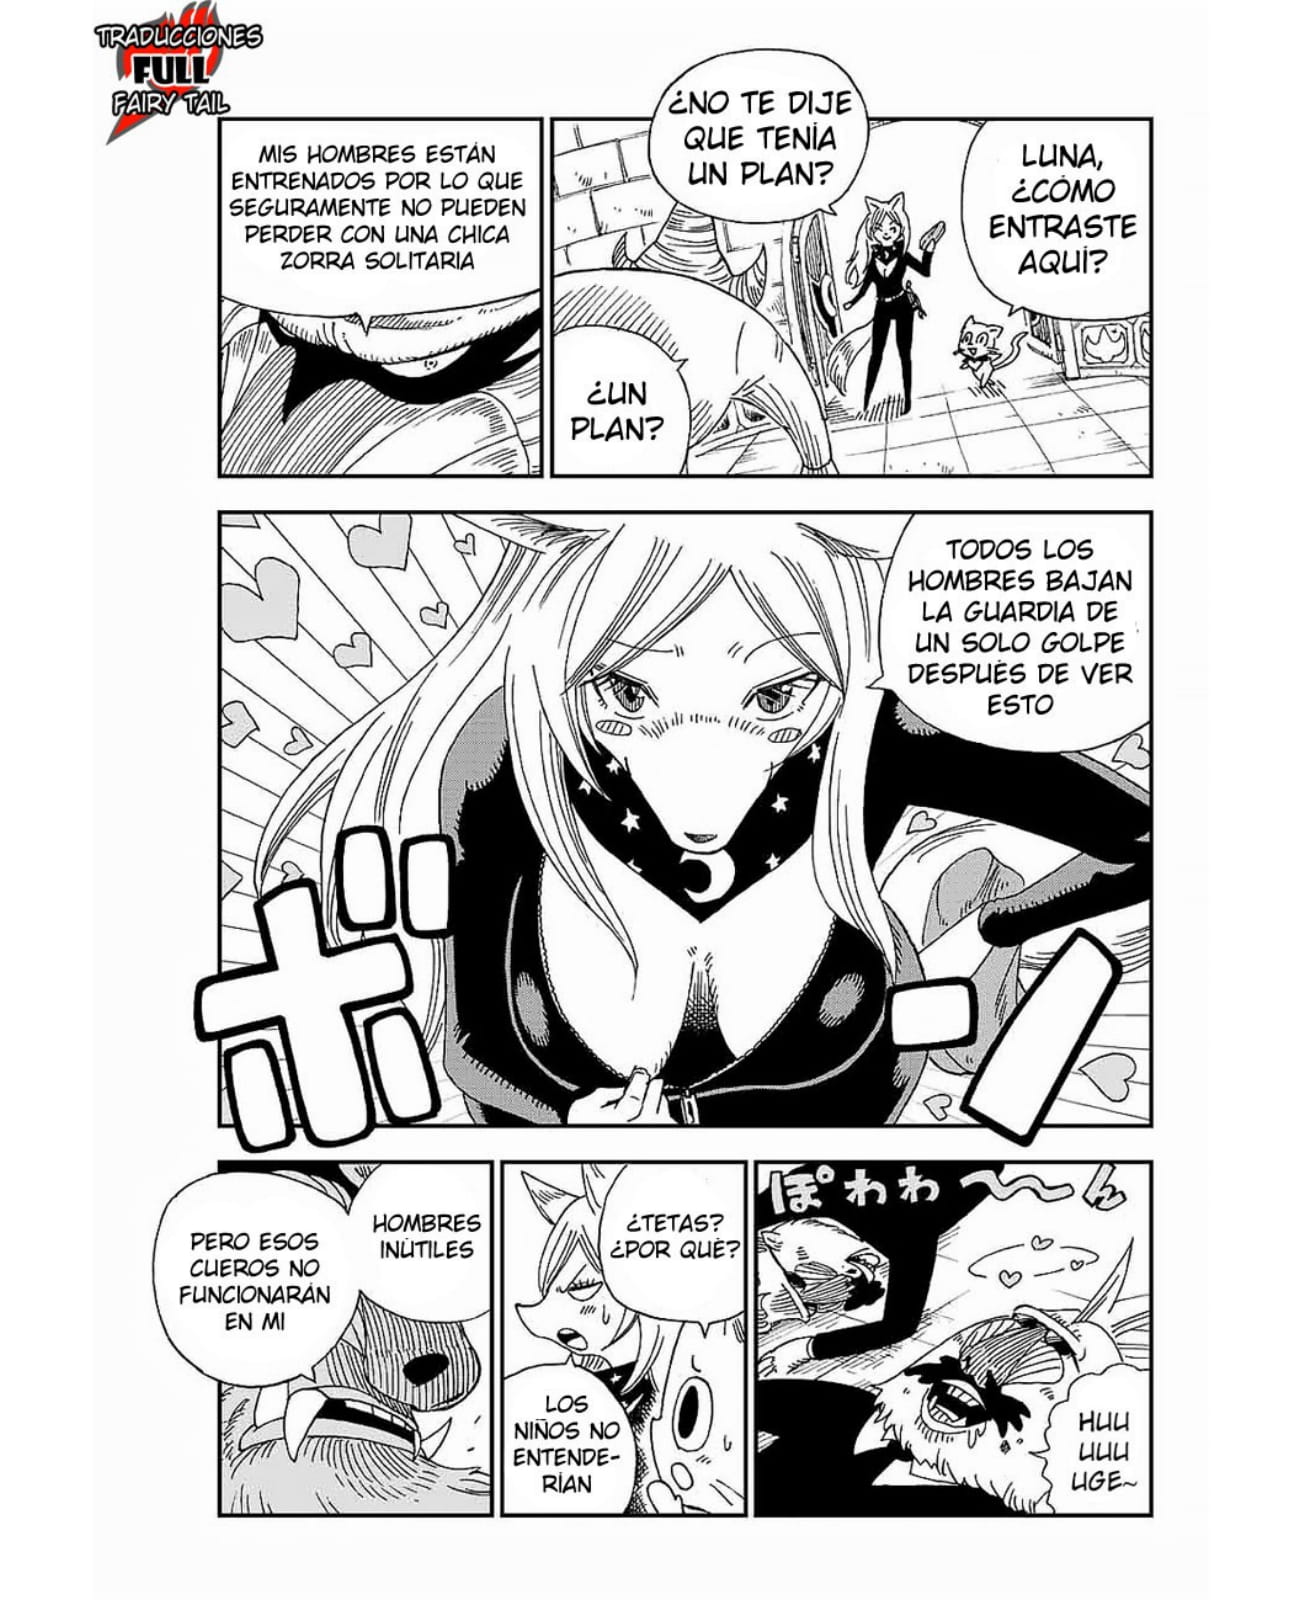 TRADUCCIONES
FULL
FAIRY TAIL
LUNA,
¿CÓMO
ENTRASTE
AQUÍ?
¿NO TE DIJE
QUE TENÍA
UN PLAN?
¿UN
PLAN?
MIS HOMBRES ESTÁN
ENTRENADOS POR LO QUE
SEGURAMENTE NO PUEDEN
PERDER CON UNA CHICA
ZORRA SOLITARIA
TODOS LOS
HOMBRES BAJAN
LA GUARDIA DE
UN SOLO GOLPE
DESPUÉS DE VER
ESTO
ボーン
ぽわわ〜〜ん
HUU
UUU
UGE~
¿TETAS?
¿POR QUÉ?
LOS
NIÑOS NO
ENTENDE-
RÍAN
HOMBRES
INÚTILES
PERO ESOS
CUEROS NO
FUNCIONARÁN
EN MI